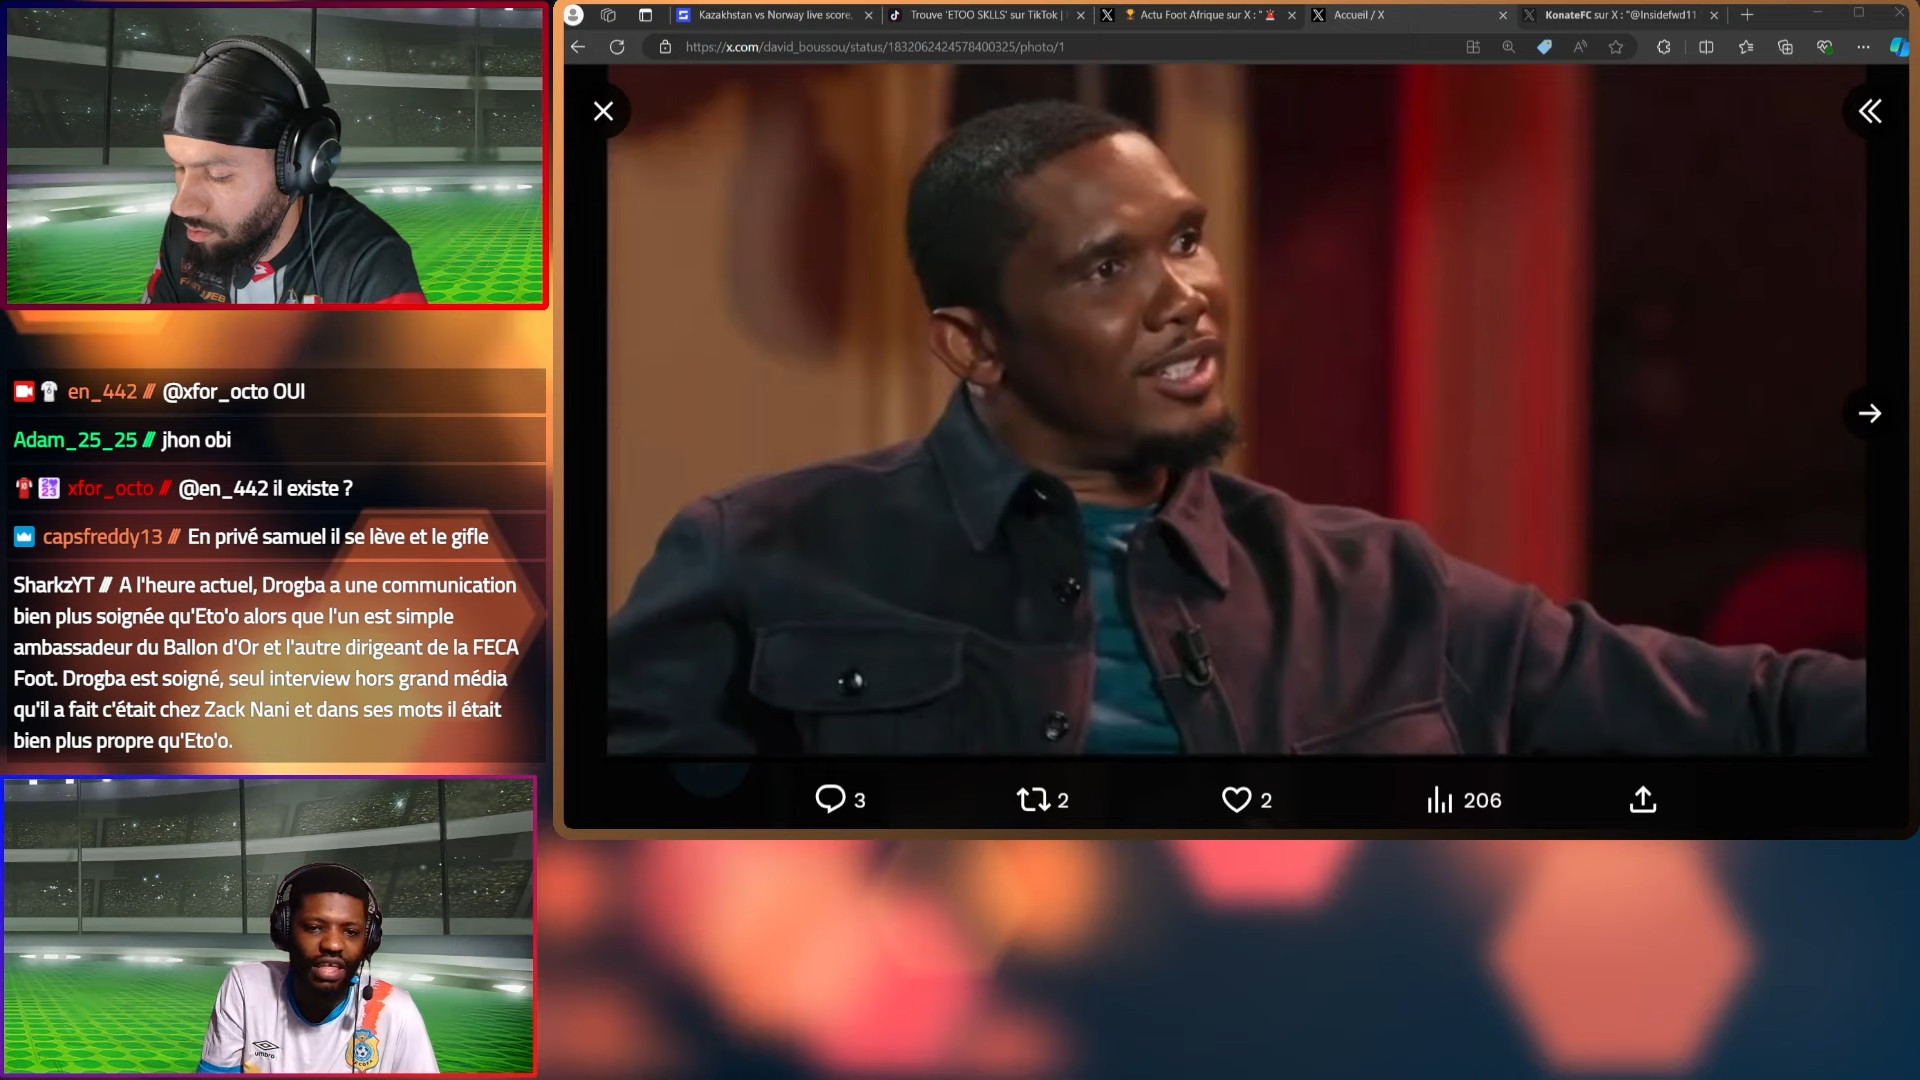 Kazakhstan vs Norway live score,
Trouve 'ETOO SKLLS' sur TikTok |
Actu Foot Afrique sur X : "
Accueil / X
KonateFC sur X : "@Insidefwd11
https://x.com/david_boussou/status/1832062424578400325/photo/1
en_442 /// @xfor_octo OUI
Adam_25_25 /// jhon obi
xfor_octo /// @en_442 il existe ?
capsfreddy13 /// En privé samuel il se lève et le gifle
SharkzYT /// A l'heure actuel, Drogba a une communication
bien plus soignée qu'Eto'o alors que l'un est simple
ambassadeur du Ballon d'Or et l'autre dirigeant de la FECA
Foot. Drogba est soigné, seul interview hors grand média
qu'il a fait c'était chez Zack Nani et dans ses mots il était
bien plus propre qu'Eto'o.
3
2
2
206
umbro